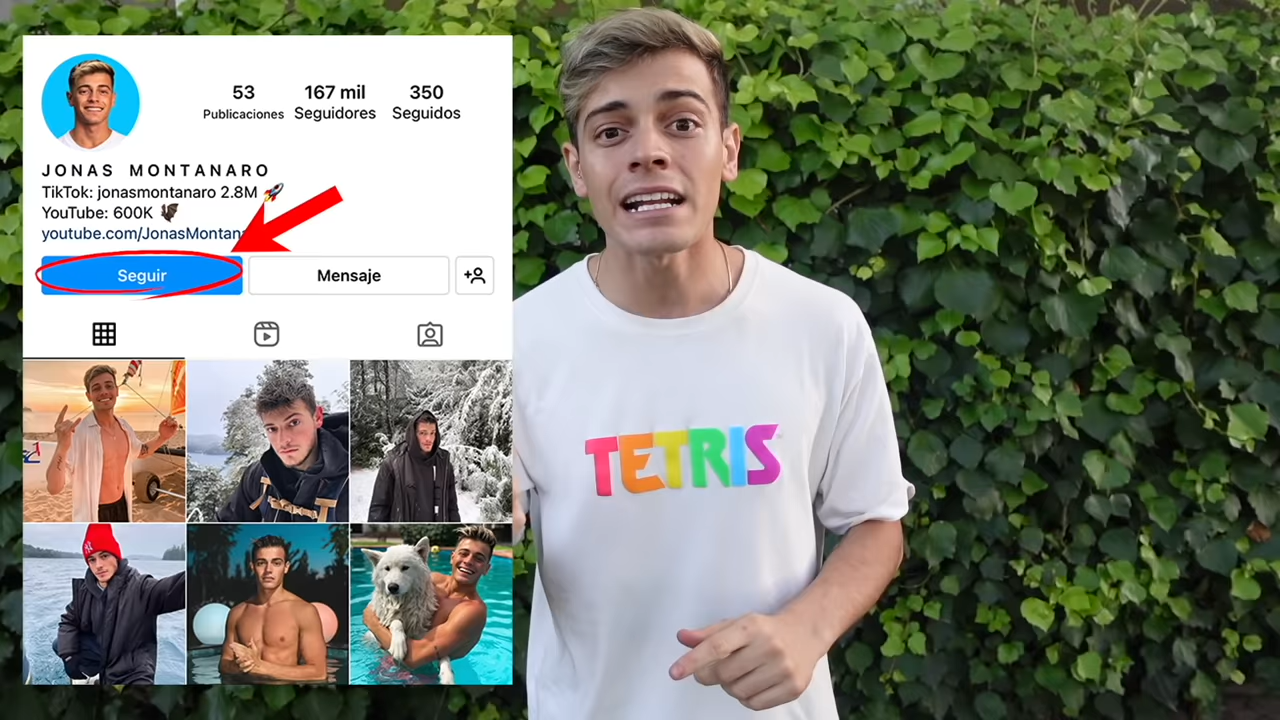 53 167 mil 350
Publicaciones Seguidores Seguidos
JONAS MONTANARO
TikTok: jonasmontanaro 2.8M 🚀
YouTube: 600K 🦇
youtube.com/JonasMontan
Seguir Mensaje
TETRIS